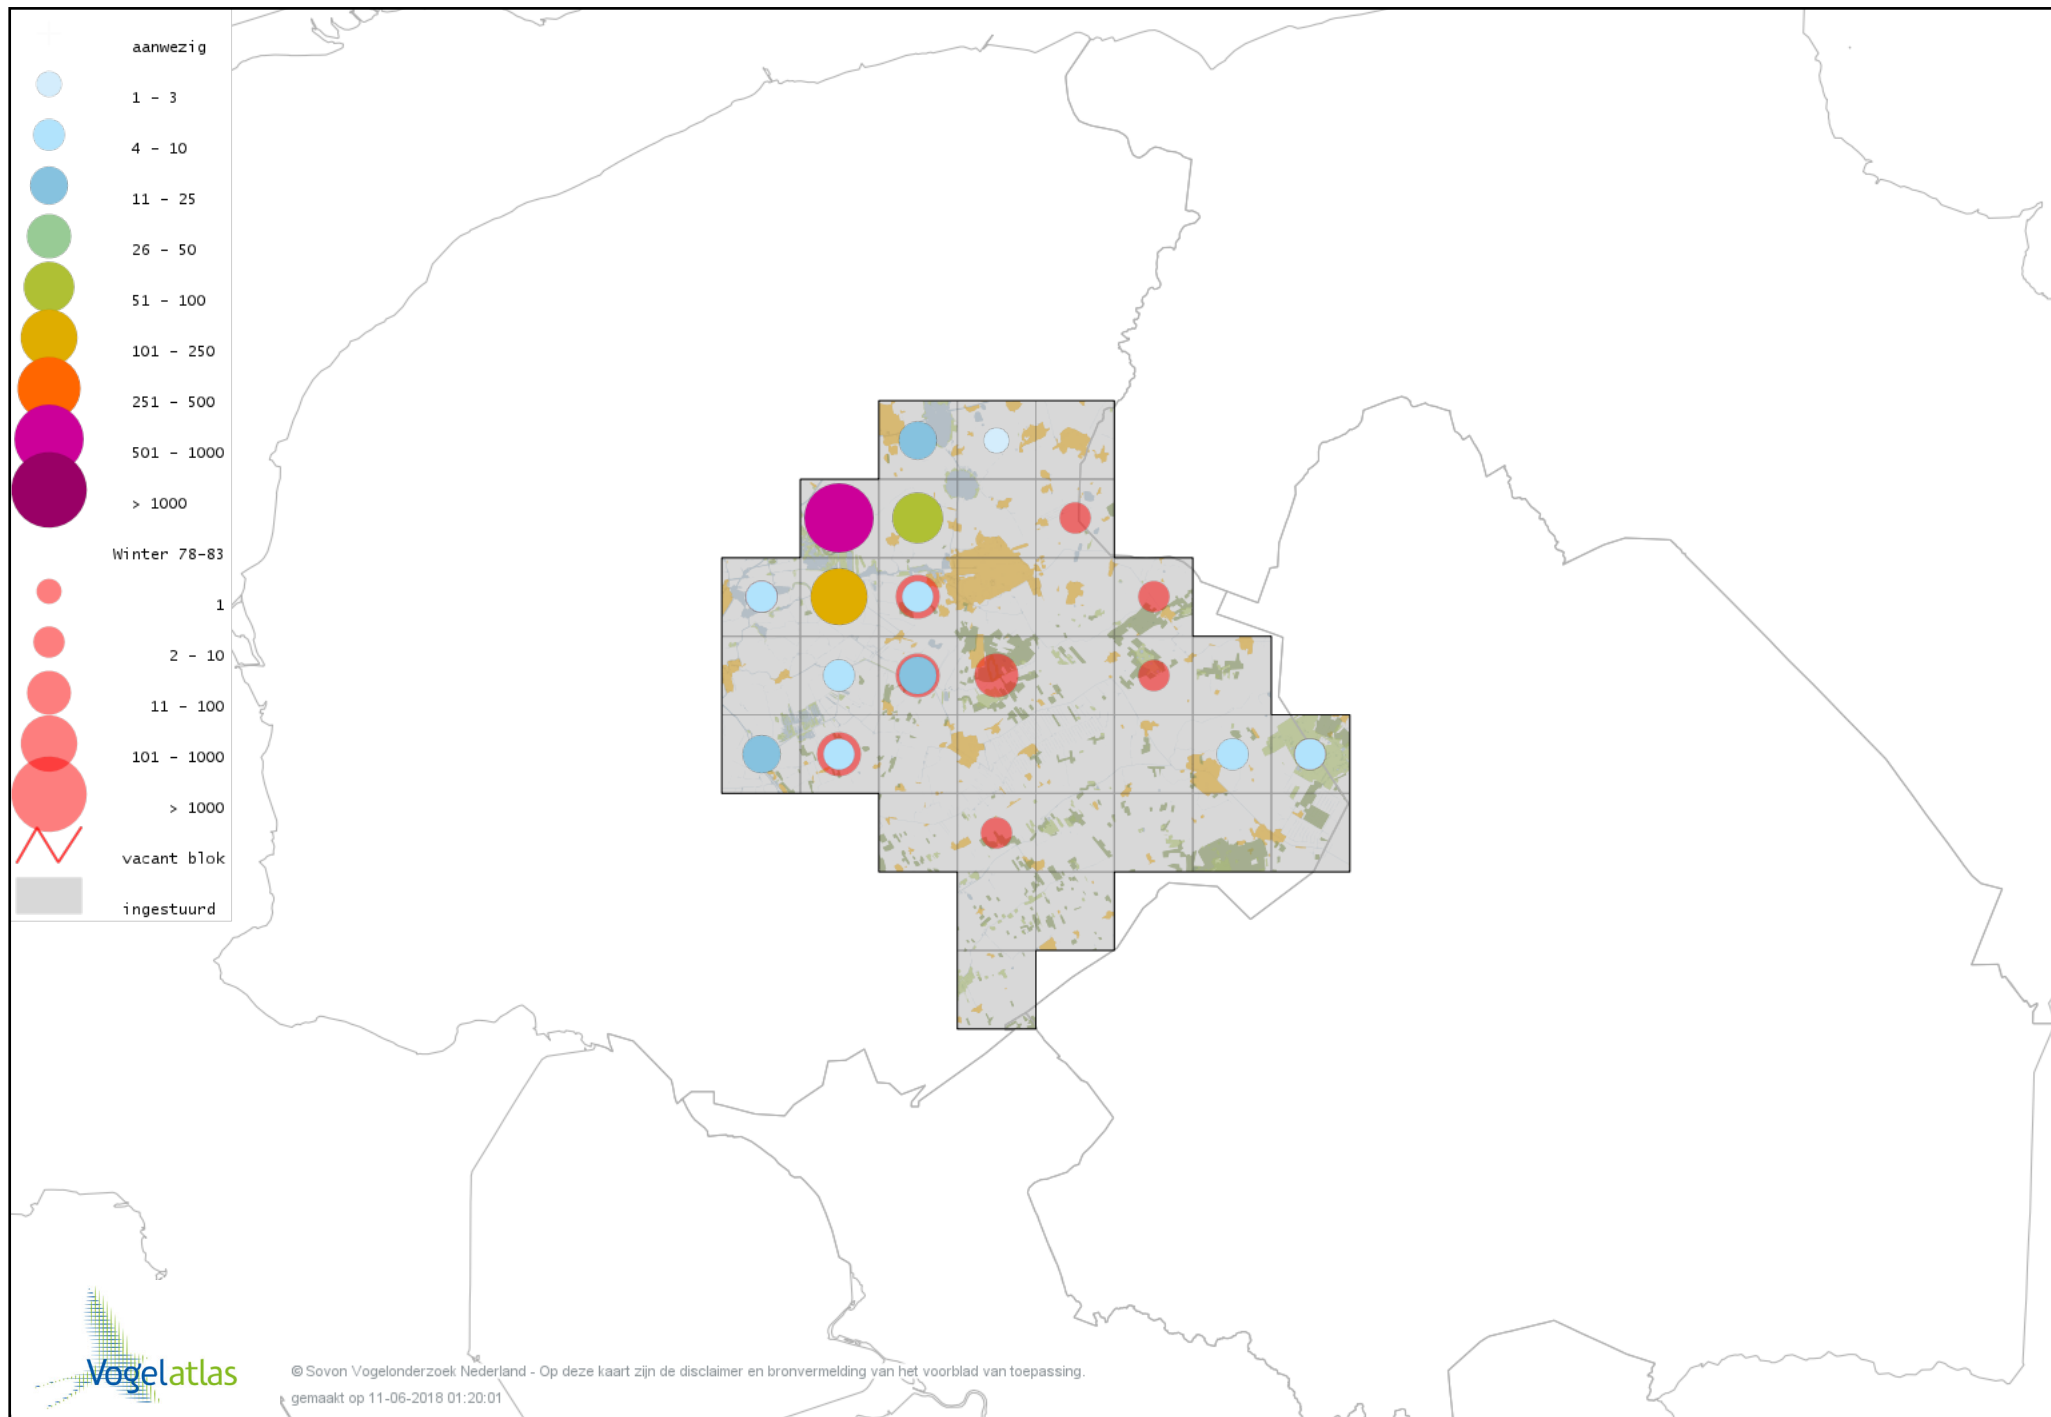 aanwezig
1 - 3
4 - 10
11 - 25
26 - 50
51 - 100
101 - 250
251 - 500
501 - 1000
> 1000
Winter 78-83
1
2 - 10
11 - 100
101 - 1000
> 1000
vacant blok
ingestuurd
Vogelatlas
© Sovon Vogelonderzoek Nederland - Op deze kaart zijn de disclaimer en bronvermelding van het voorblad van toepassing.
gemaakt op 11-06-2018 01:20:01